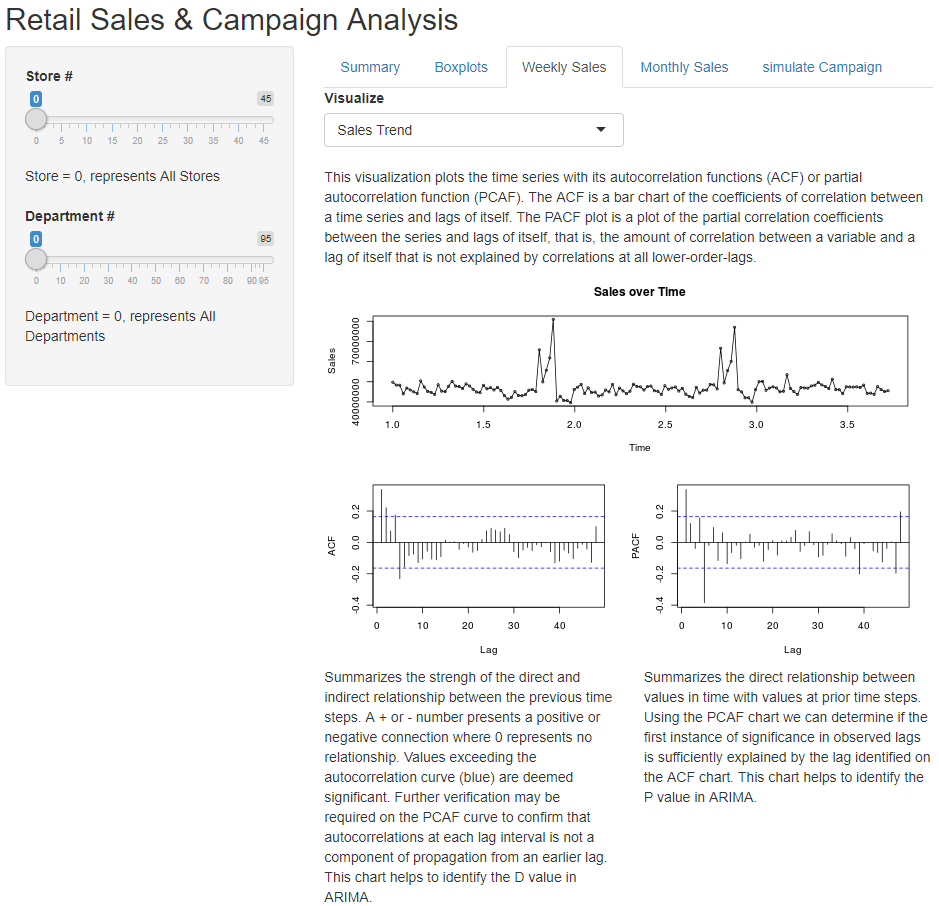 Retail Sales & Campaign Analysis
Store #
0 45
0 5 10 15 20 25 30 35 40 45
Store = 0, represents All Stores
Department #
0 95
0 10 20 30 40 50 60 70 80 90 95
Department = 0, represents All
Departments
Summary Boxplots Weekly Sales Monthly Sales simulate Campaign
Visualize
Sales Trend
This visualization plots the time series with its autocorrelation functions (ACF) or partial
autocorrelation function (PCAF). The ACF is a bar chart of the coefficients of correlation between
a time series and lags of itself. The PACF plot is a plot of the partial correlation coefficients
between the series and lags of itself, that is, the amount of correlation between a variable and a
lag of itself that is not explained by correlations at all lower-order-lags.
Sales over Time
Sales
70000000
40000000
1.0 1.5 2.0 2.5 3.0 3.5
Time
ACF
0.2
0.0
-0.2
-0.4
0 10 20 30 40
Lag
PACF
0.2
0.0
-0.2
-0.4
0 10 20 30 40
Lag
Summarizes the strengh of the direct and
indirect relationship between the previous time
steps. A + or - number presents a positive or
negative connection where 0 represents no
relationship. Values exceeding the
autocorrelation curve (blue) are deemed
significant. Further verification may be
required on the PCAF curve to confirm that
autocorrelations at each lag interval is not a
component of propagation from an earlier lag.
This chart helps to identify the D value in
ARIMA.
Summarizes the direct relationship between
values in time with values at prior time steps.
Using the PCAF chart we can determine if the
first instance of significance in observed lags
is sufficiently explained by the lag identified on
the ACF chart. This chart helps to identify the
P value in ARIMA.